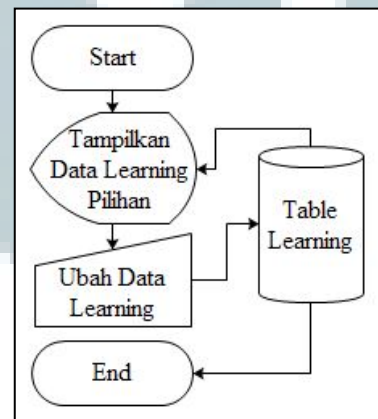 Start
Tampilkan
Data Learning
Pilihan
Table
Learning
Ubah Data
Learning
End